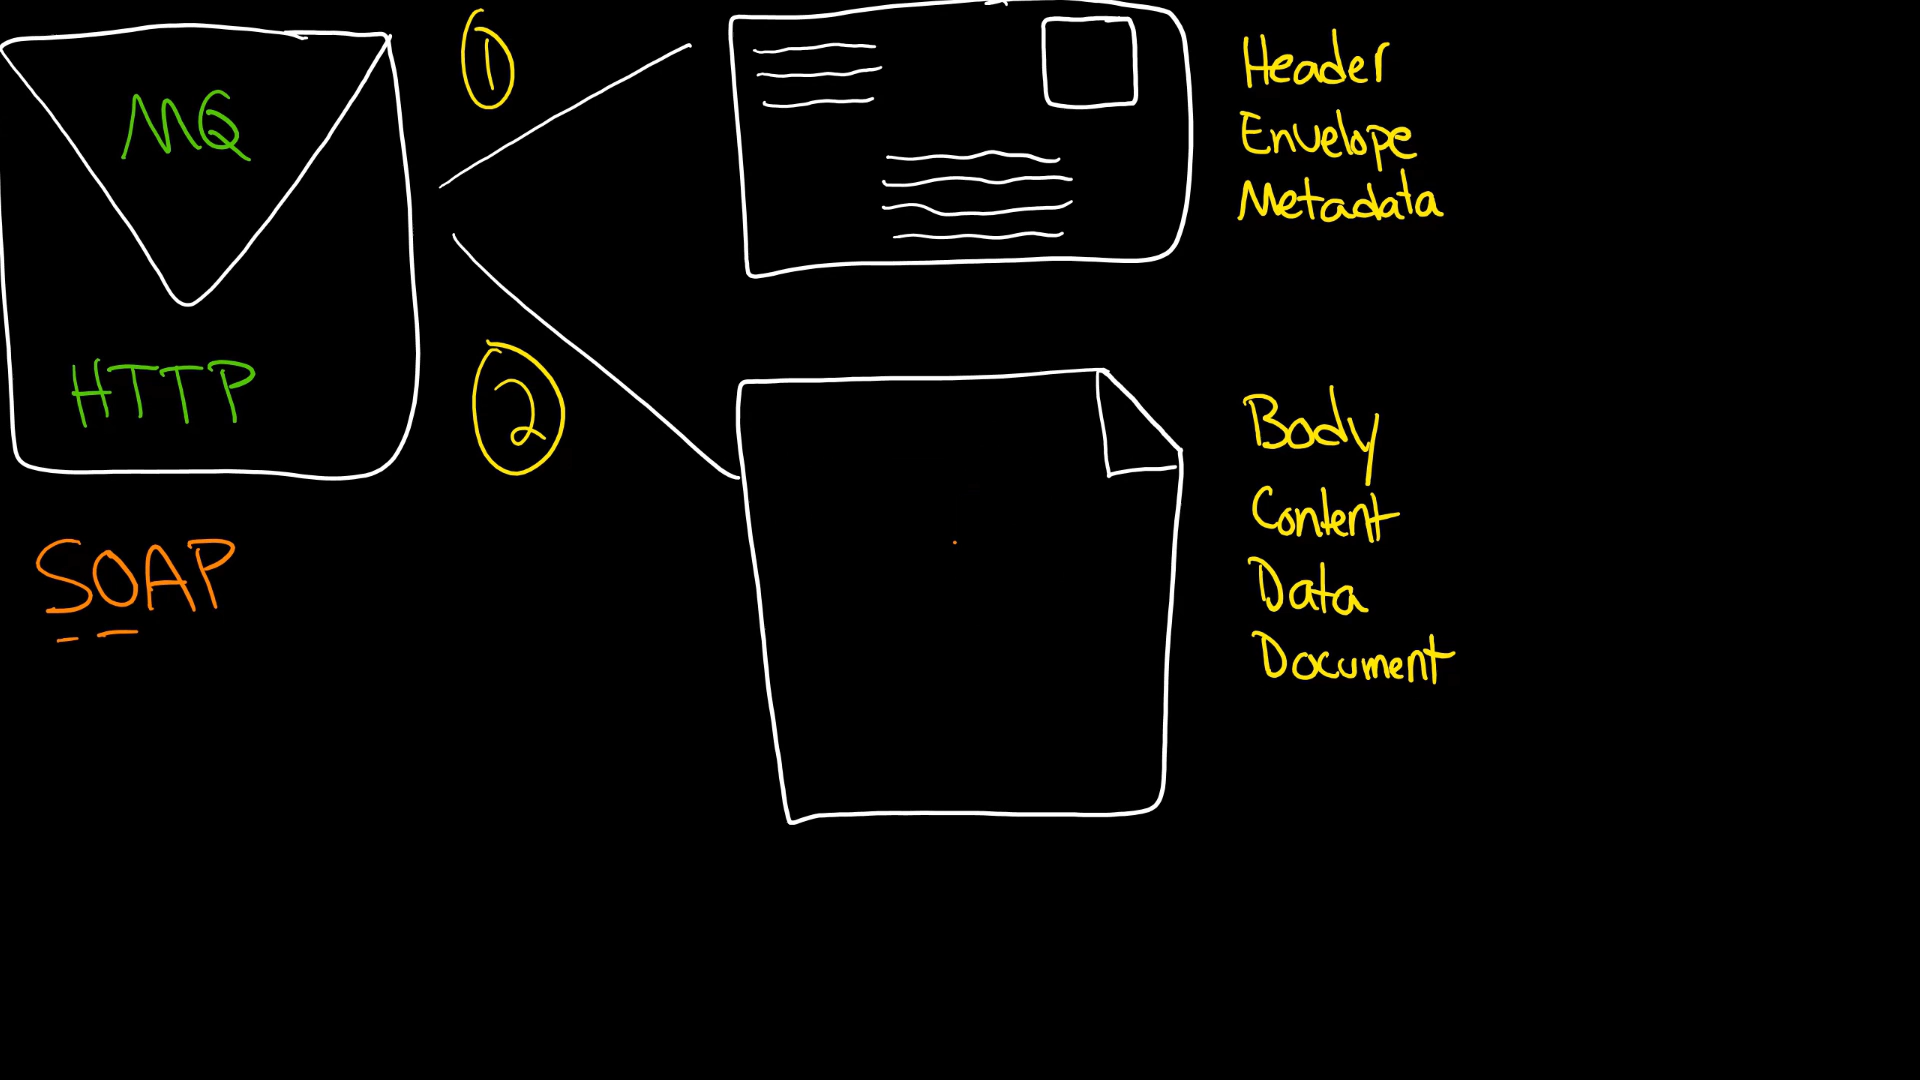 MQ
HTTP
SOAP
1
Header
Envelope
Metadata
2
Body
Content
Data
Document